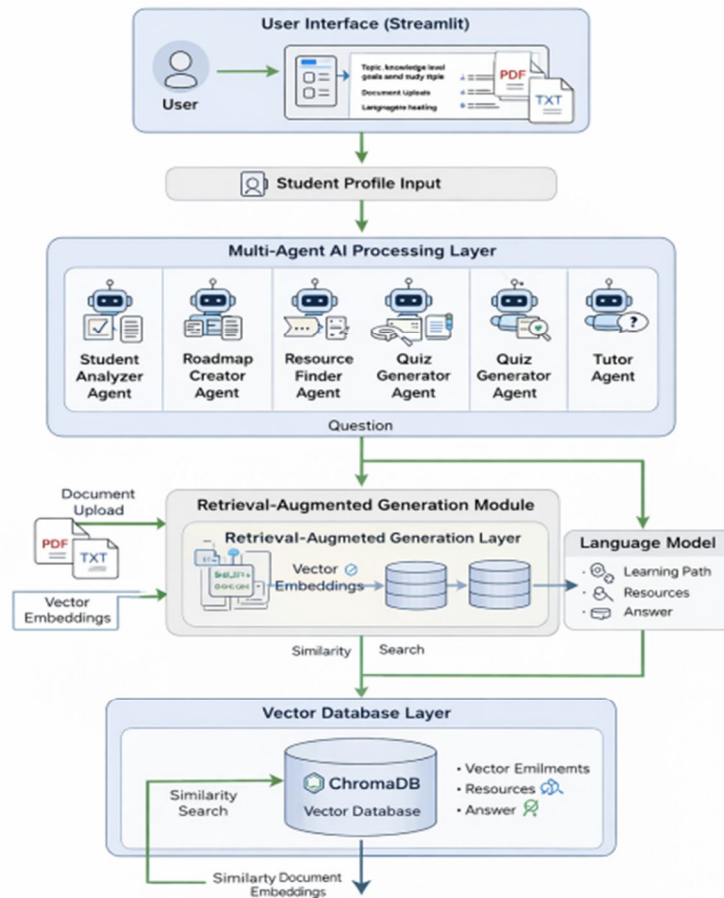 User Interface (Streamlit)
User
Topic, knowledge level
goals send study triple
Document Uploads
Languagere heating
PDF
TXT
Student Profile Input
Multi-Agent AI Processing Layer
Student
Analyzer
Agent
Roadmap
Creator
Agent
Resource
Finder
Agent
Quiz
Generator
Agent
Quiz
Generator
Agent
?
Tutor
Agent
Question
Document
Upload
PDF
TXT
Vector
Embeddings
Retrieval-Augmented Generation Module
Retrieval-Augmeted Generation Layer
Vector
Embeddings
Language Model
· Learning Path
· Resources
· Answer
Similarity Search
Vector Database Layer
ChromaDB
Vector Database
• Vector Emilmemts
• Resources
• Answer
Similarity
Search
Similarty Document
Embeddings